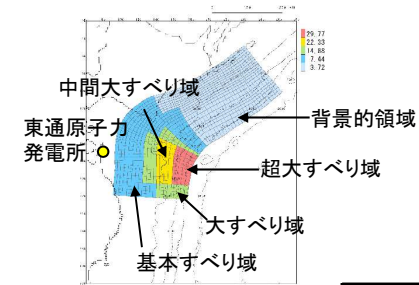 29.77
22.33
14.88
7.44
3.72
中間大すべり域
東通原子力
発電所
背景的領域
超大すべり域
大すべり域
基本すべり域